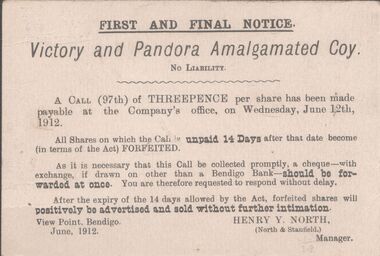 FIRST AND FINAL NOTICE.
Victory and Pandora Amalgamated Coy.
No Liability.
A Call (97th) of THREEPENCE per share has been made
payable at the Company's office, on Wednesday, June 12th,
1912.
All Shares on which the Call is unpaid 14 Days after that date become
(in terms of the Act) FORFEITED.
As it is necessary that this Call be collected promptly, a cheque—with
exchange, if drawn on other than a Bendigo Bank—should be for-
warded at once. You are therefore requested to respond without delay.
After the expiry of the 14 days allowed by the Act, forfeited shares will
positively be advertised and sold without further intimation.
View Point, Bendigo. HENRY Y. NORTH,
June, 1912. (North & Stanfield.)
Manager.